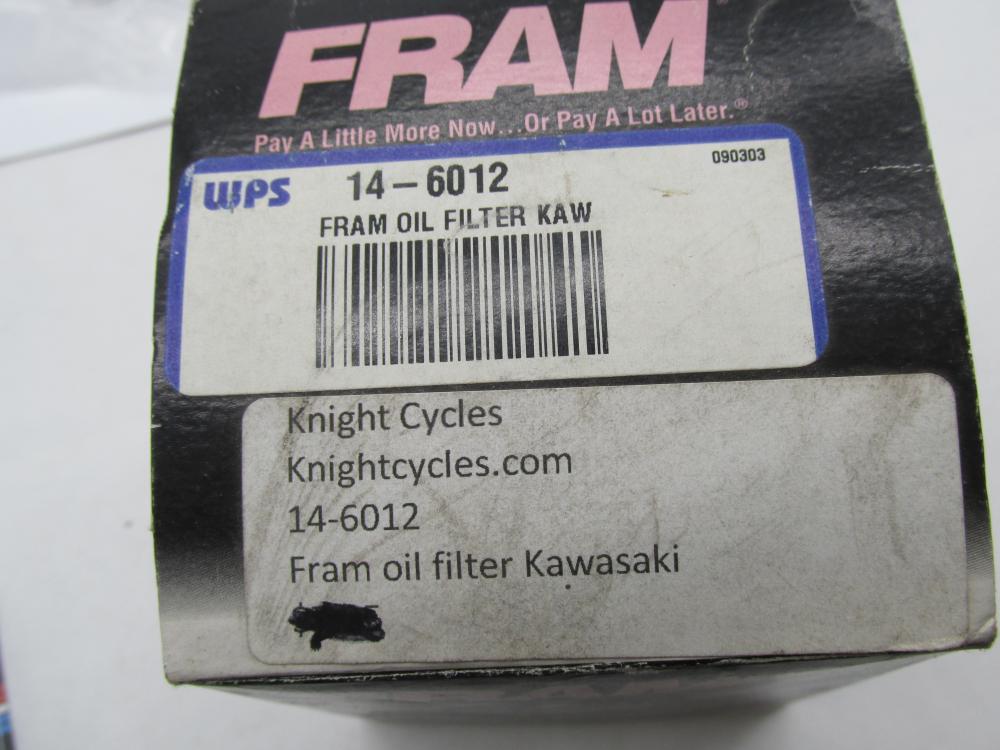 FRAM
Pay A Little More Now...Or Pay A Lot Later.®
WPS 14-6012 090303
FRAM OIL FILTER KAW
Knight Cycles
Knightcycles.com
14-6012
Fram oil filter Kawasaki